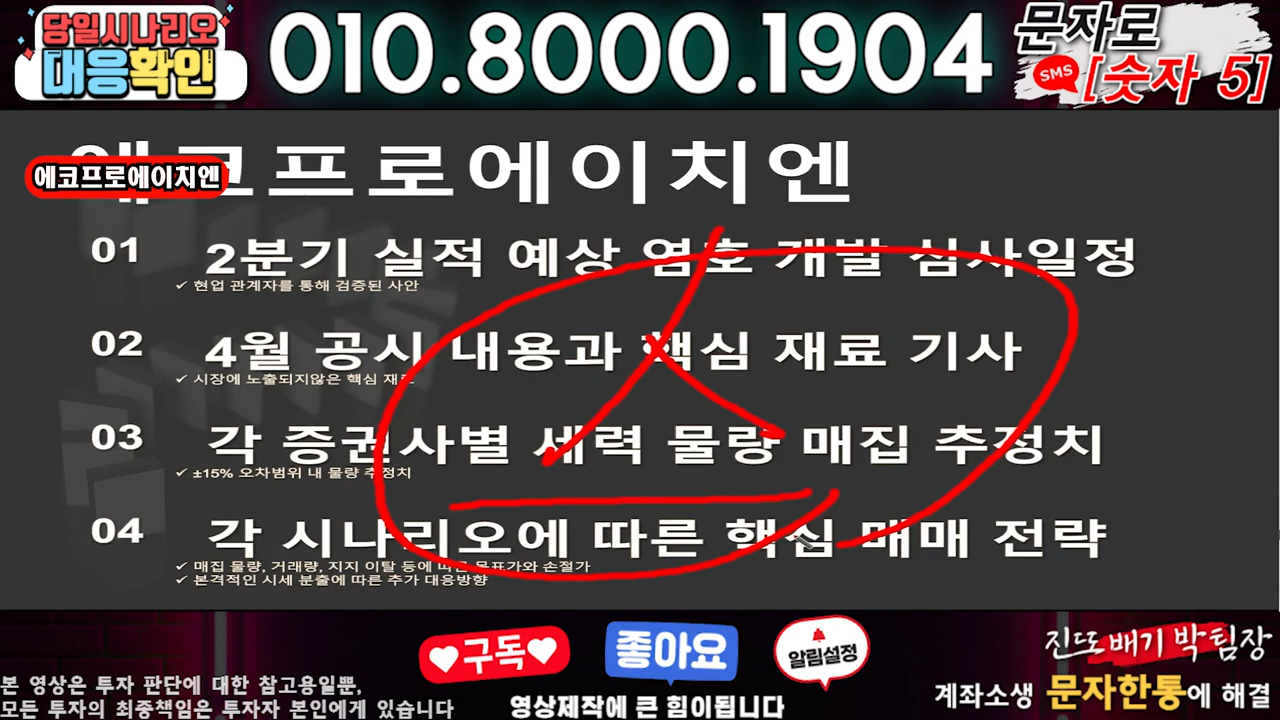 당일시나리오
대응확인
010.8000.1904
문자로
SMS
[숫자 5]
에코프로에이치엔
에코프로에이치엔
01 2분기 실적 예상 염호 개발 심사일정
✓ 현업 관계자를 통해 검증된 사안
02 4월 공시 내용과 핵심 재료 기사
✓ 시장에 노출되지않은 핵심 재료
03 각 증권사별 세력 물량 매집 추정치
✓ ±15% 오차범위 내 물량 추정치
04 각 시나리오에 따른 핵심 매매 전략
✓ 매집 물량, 거래량, 지지 이탈 등에 따른 목표가와 손절가
✓ 본격적인 시세 분출에 따른 추가 대응방향
구독
좋아요
알림설정
진또배기 박팀장
본 영상은 투자 판단에 대한 참고용일뿐,
모든 투자의 최종책임은 투자자 본인에게 있습니다
영상제작에 큰 힘이됩니다
계좌소생 문자한통에 해결